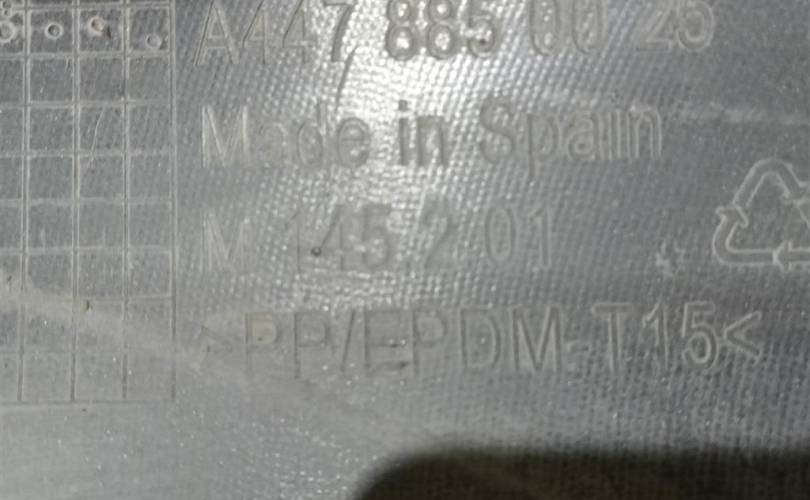 A447 885 00 25
Made in Spain
M 145 2 01
>PP/EPDM-T15<